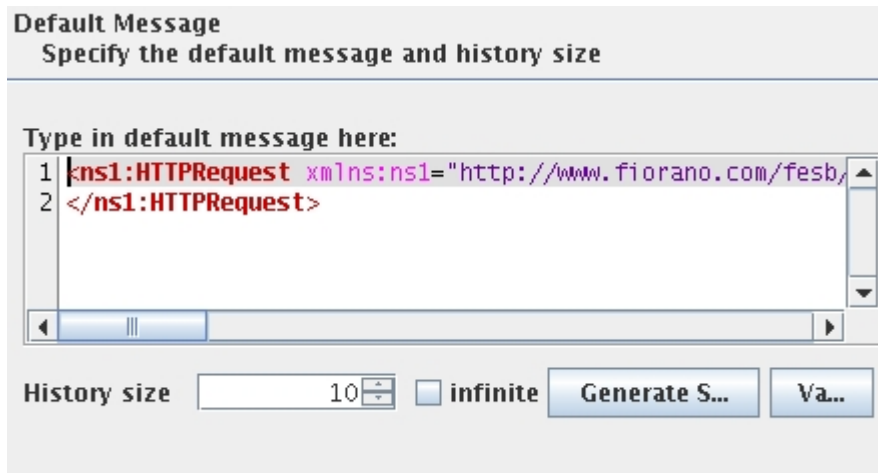 Default Message
Specify the default message and history size
Type in default message here:
1 <ns1:HTTPRequest xmlns:ns1="http://www.fiorano.com/fesb/
2 </ns1:HTTPRequest>
History size 10 infinite Generate S... Va...